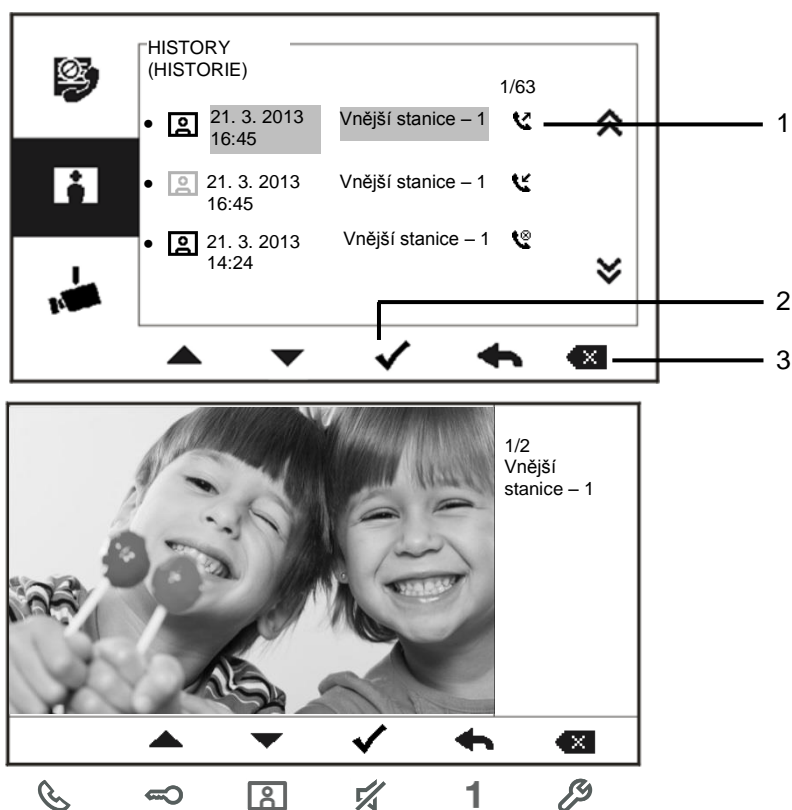 HISTORY
(HISTORIE)
1/63
21. 3. 2013 Vnější stanice – 1
16:45
1
21. 3. 2013 Vnější stanice – 1
16:45
21. 3. 2013 Vnější stanice – 1
14:24
2
3
1/2
Vnější
stanice – 1
1